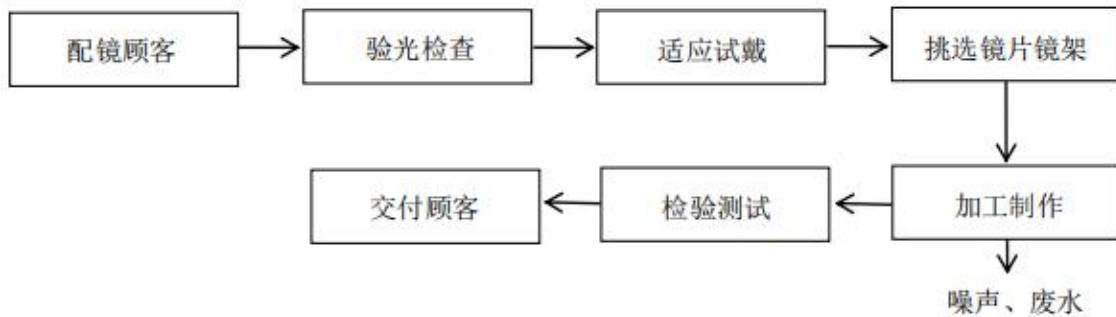 配镜顾客
验光检查
适应试戴
挑选镜片镜架
加工制作
检验测试
交付顾客
噪声、废水